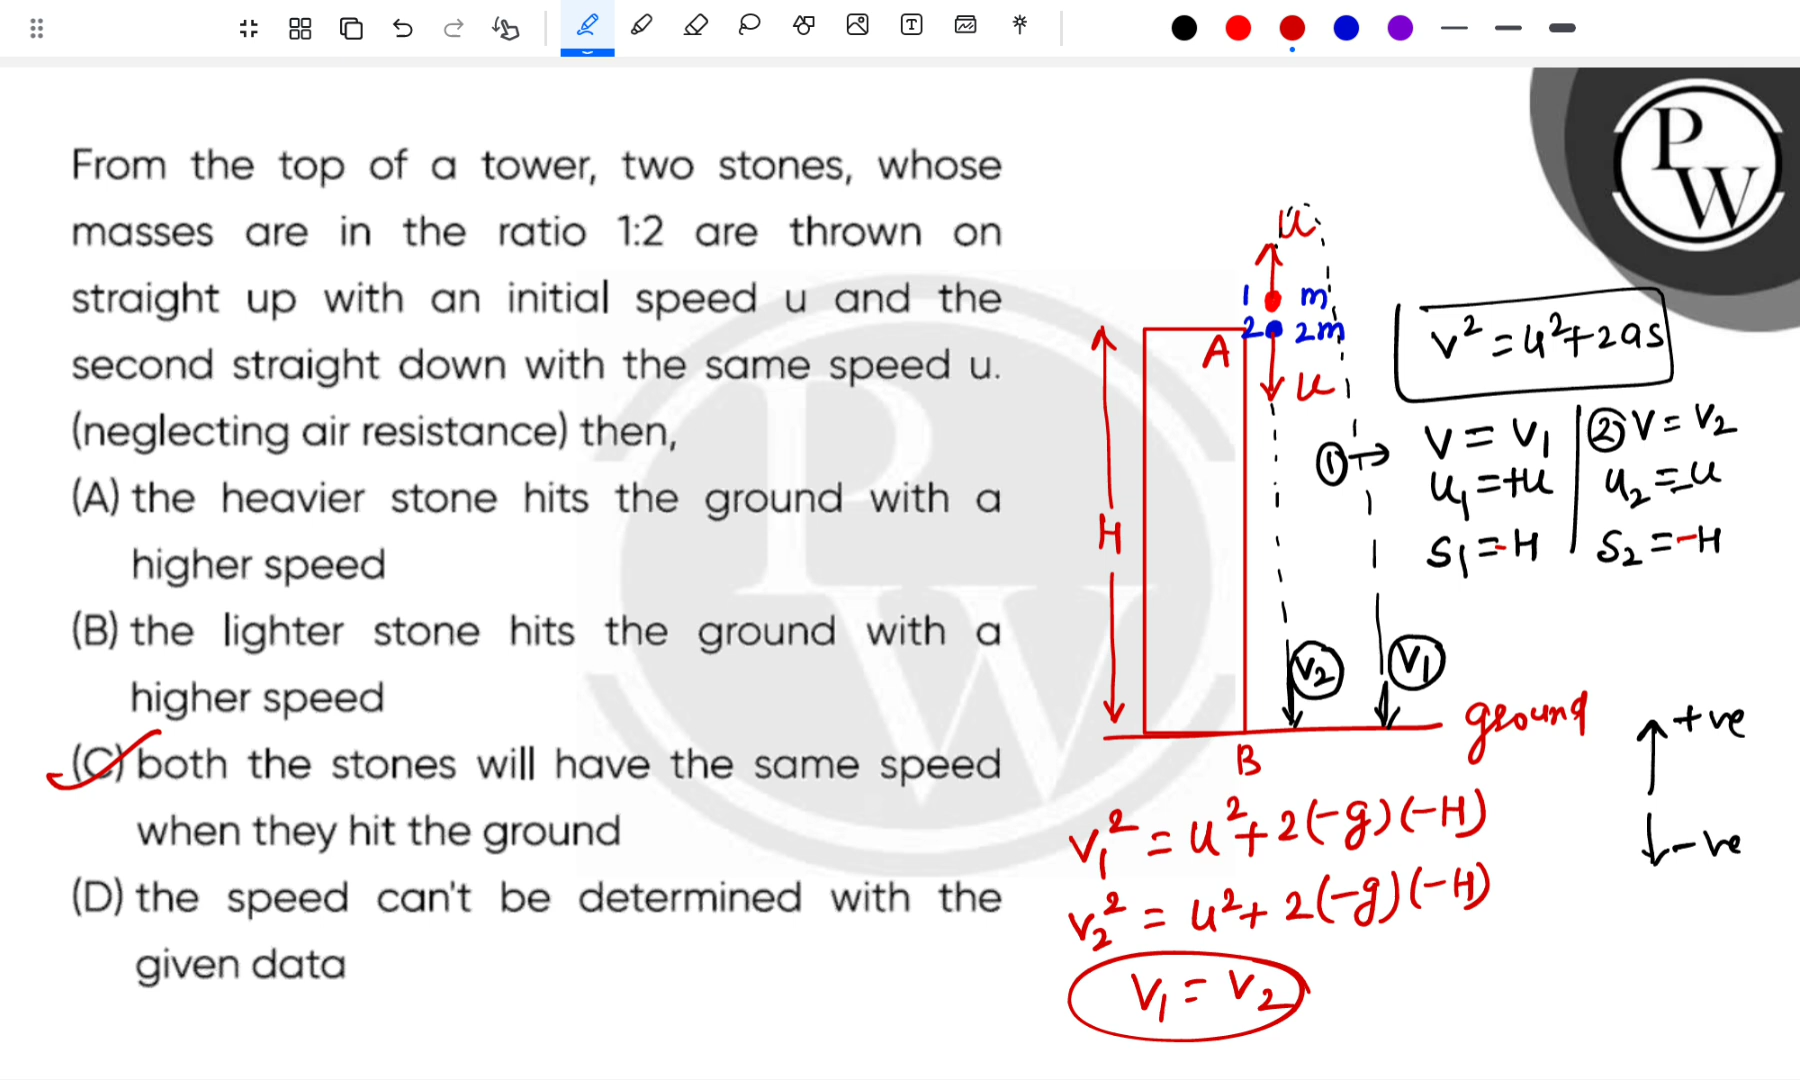 From the top of a tower, two stones, whose
masses are in the ratio 1:2 are thrown on
straight up with an initial speed u and the
second straight down with the same speed u.
(neglecting air resistance) then,
(A) the heavier stone hits the ground with a
higher speed
(B) the lighter stone hits the ground with a
higher speed
(C) both the stones will have the same speed
when they hit the ground
(D) the speed can't be determined with the
given data
PW
u
1 m
2 2m
A
u
H
B
V2
V1
ground
v² = u² + 2as
① → V = V₁
u₁ = +u
S₁ = -H
② V = V₂
u₂ = -u
S₂ = -H
+ve
-ve
V₁² = u² + 2(-g)(-H)
V₂² = u² + 2(-g)(-H)
V₁ = V₂